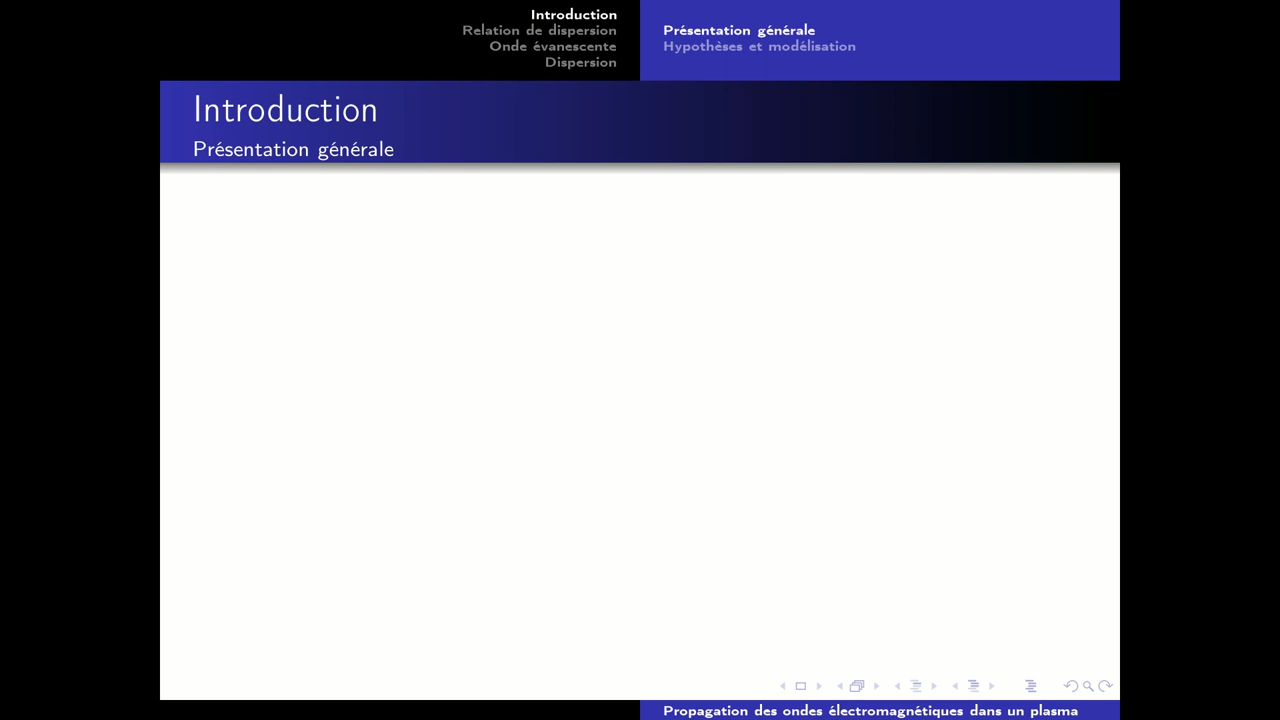 Introduction
Relation de dispersion
Onde évanescente
Dispersion
Présentation générale
Hypothèses et modélisation
Introduction
Présentation générale
Propagation des ondes électromagnétiques dans un plasma